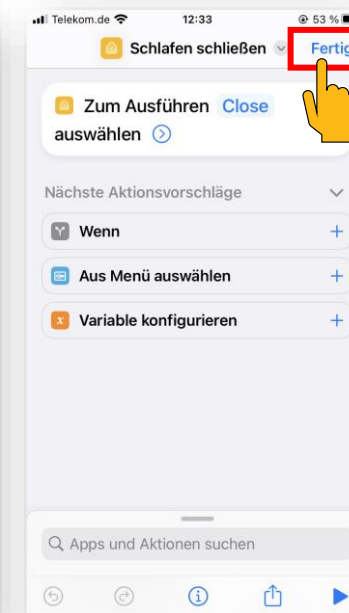 Telekom.de 12:33 53 %
Schlafen schließen Fertig
Zum Ausführen Close
auswählen
Nächste Aktionsvorschläge
Wenn
Aus Menü auswählen
x Variable konfigurieren
Apps und Aktionen suchen